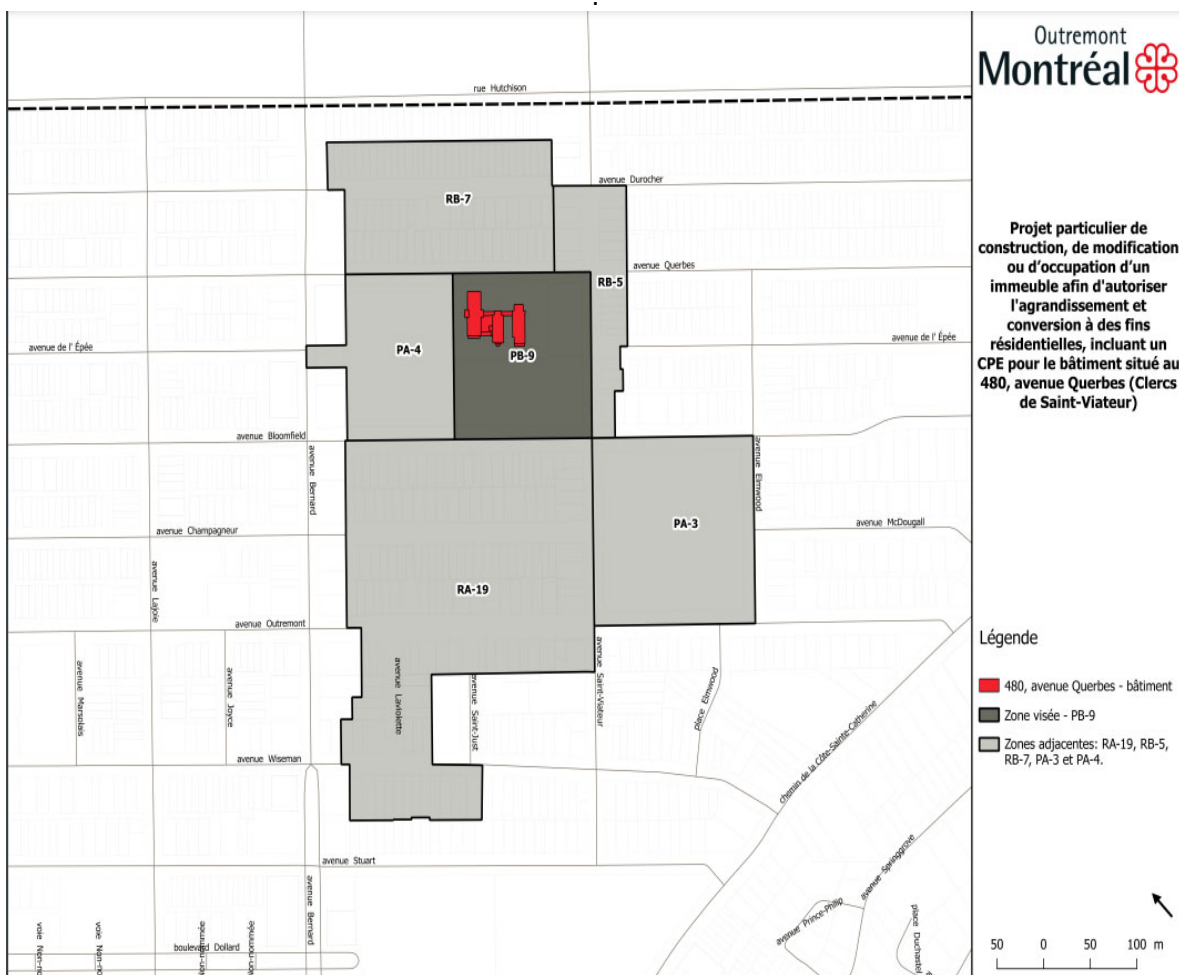 Outremont
Montréal
rue Hutchison
avenue Durocher
RB-7
avenue Querbes
RB-5
avenue de l' Épée
PA-4
PB-9
avenue de l' Épée
avenue Bloomfield
avenue Bernard
avenue Elmwood
avenue Champagneur
PA-3
avenue McDougall
avenue Lajoie
RA-19
avenue Outremont
avenue Marsolais
avenue Joyce
avenue Laviolette
avenue Saint-Just
avenue Saint-Viateur
place Elmwood
avenue Wiseman
chemin de la Côte-Sainte-Catherine
avenue Stuart
avenue Springgrove
avenue Bernard
avenue Prince-Philip
place Duchastel
boulevard Dollard
Projet particulier de
construction, de modification
ou d'occupation d'un
immeuble afin d'autoriser
l'agrandissement et
conversion à des fins
résidentielles, incluant un
CPE pour le bâtiment situé au
480, avenue Querbes (Clercs
de Saint-Viateur)
Légende
480, avenue Querbes - bâtiment
Zone visée - PB-9
Zones adjacentes: RA-19, RB-5,
RB-7, PA-3 et PA-4.
50 0 50 100 m